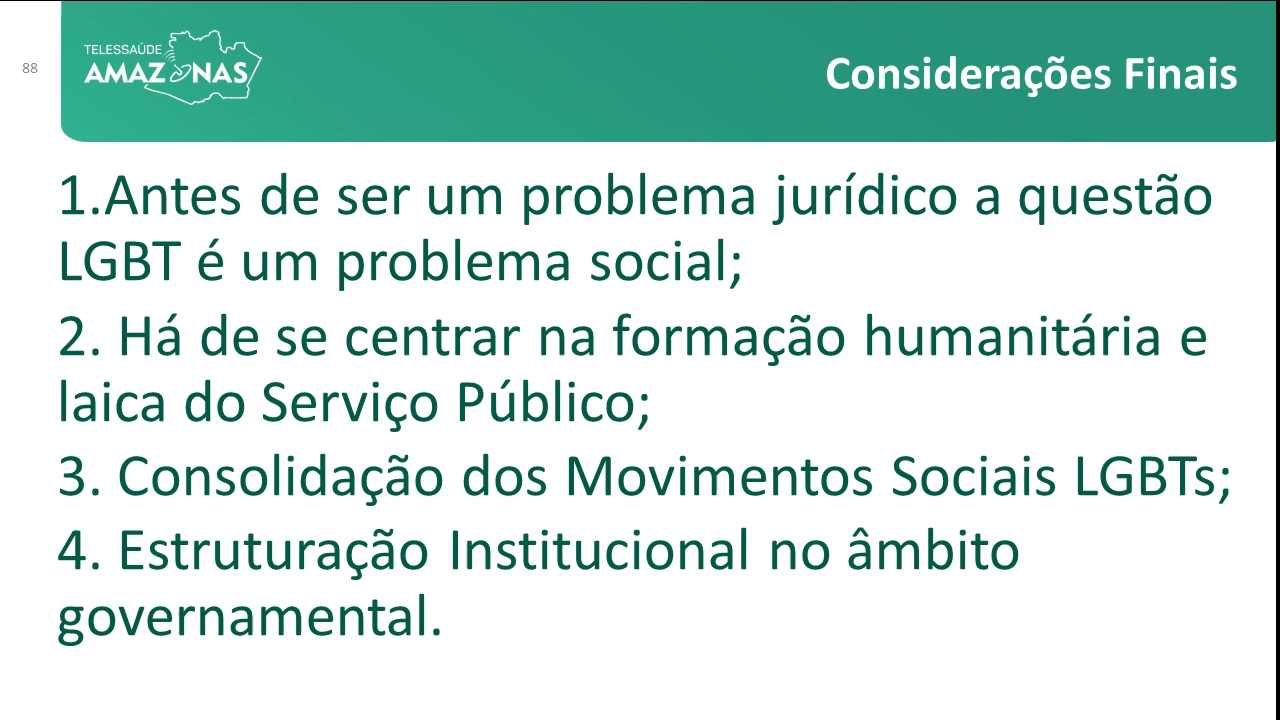 88
TELESSAÚDE
AMAZONAS
Considerações Finais
1.Antes de ser um problema jurídico a questão
LGBT é um problema social;
2. Há de se centrar na formação humanitária e
laica do Serviço Público;
3. Consolidação dos Movimentos Sociais LGBTs;
4. Estruturação Institucional no âmbito
governamental.